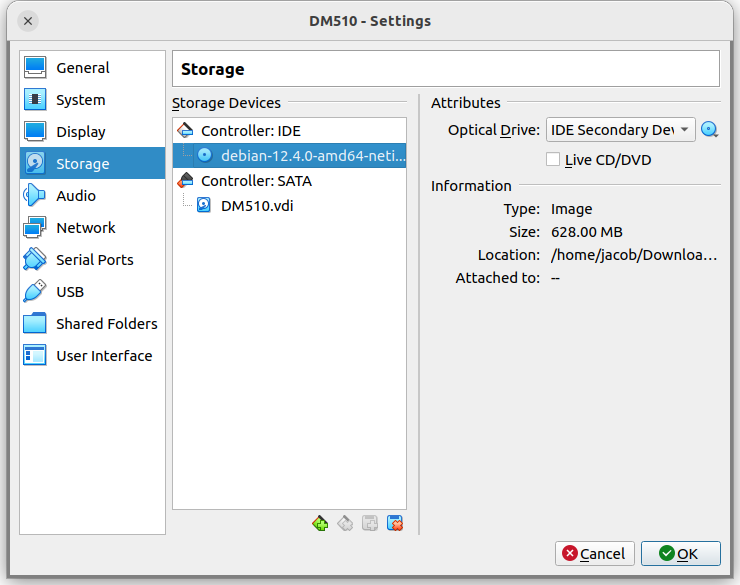 DM510 - Settings
General
System
Display
Storage
Audio
Network
Serial Ports
USB
Shared Folders
User Interface
Storage
Storage Devices
Controller: IDE
debian-12.4.0-amd64-neti...
Controller: SATA
DM510.vdi
Attributes
Optical Drive: IDE Secondary Dev
Live CD/DVD
Information
Type: Image
Size: 628.00 MB
Location: /home/jacob/Downloa...
Attached to: --
Cancel
OK